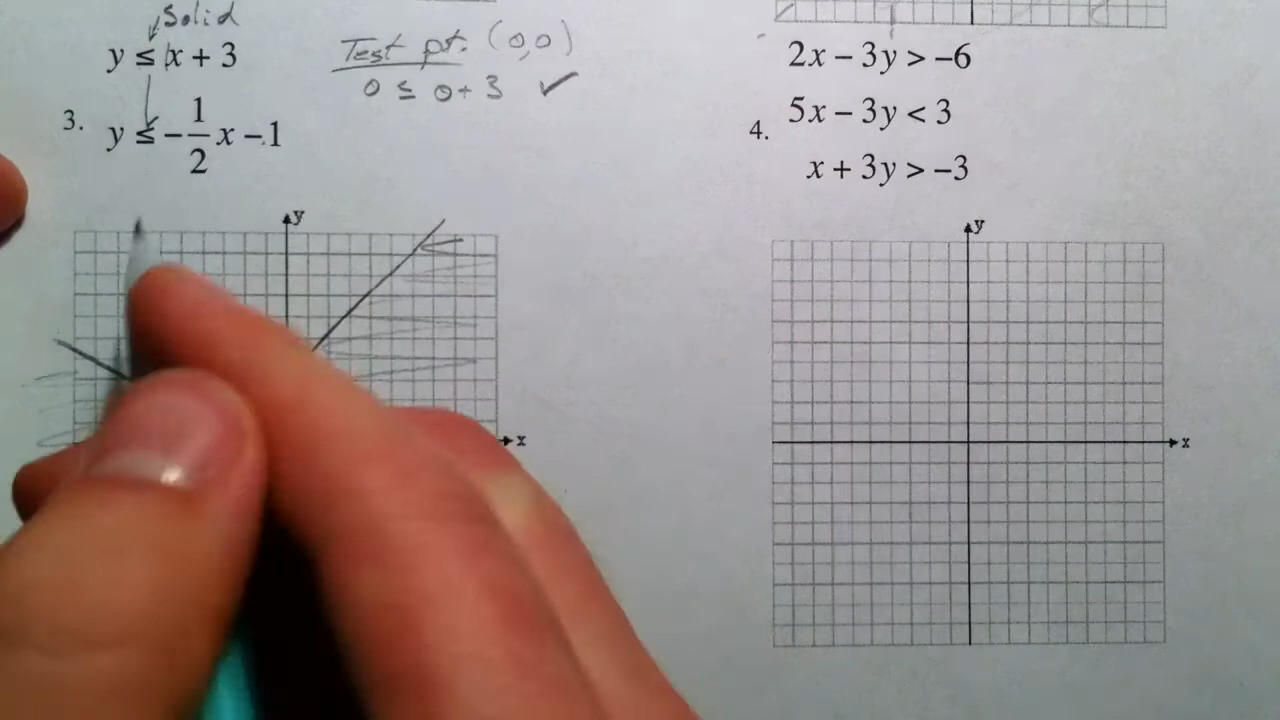 Solid
y ≤ x + 3
3. y ≤ -1/2 x - 1
Test pt. (0,0)
0 ≤ 0+ 3 ✓
y
x
2x - 3y > -6
4. 5x - 3y < 3
x + 3y > -3
y
x